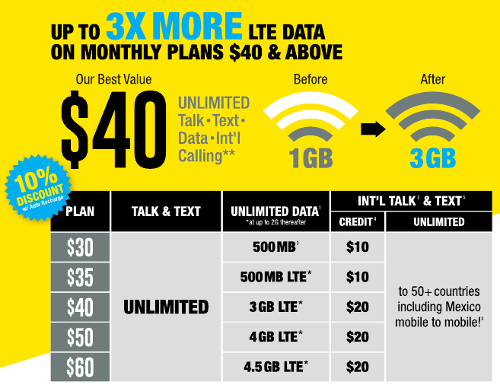 UP TO 3X MORE LTE DATA
ON MONTHLY PLANS $40 & ABOVE
Our Best Value
$40
UNLIMITED
Talk•Text•
Data•Int'l
Calling**
Before
1GB
After
3GB
10%
DISCOUNT
w/ Auto Recharge
PLAN TALK & TEXT UNLIMITED DATA INT'L TALK & TEXT
*at up to 2G thereafter CREDIT UNLIMITED
$30 500MB $10
$35 500MB LTE* $10
$40 3GB LTE* $20
$50 4GB LTE* $20
$60 4.5GB LTE* $20
UNLIMITED
to 50+ countries
including Mexico
mobile to mobile!